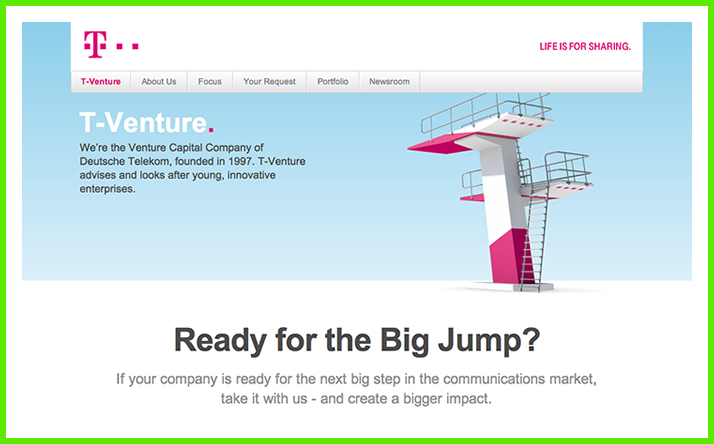 T
LIFE IS FOR SHARING.
T-Venture About Us Focus Your Request Portfolio Newsroom
T-Venture.
We're the Venture Capital Company of
Deutsche Telekom, founded in 1997. T-Venture
advises and looks after young, innovative
enterprises.
Ready for the Big Jump?
If your company is ready for the next big step in the communications market,
take it with us - and create a bigger impact.